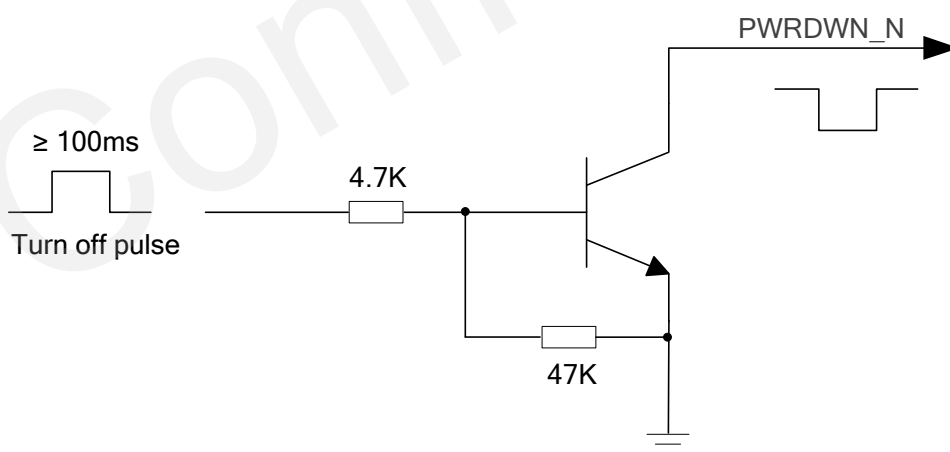 PWRDWN_N
≥ 100ms
4.7K
Turn off pulse
47K